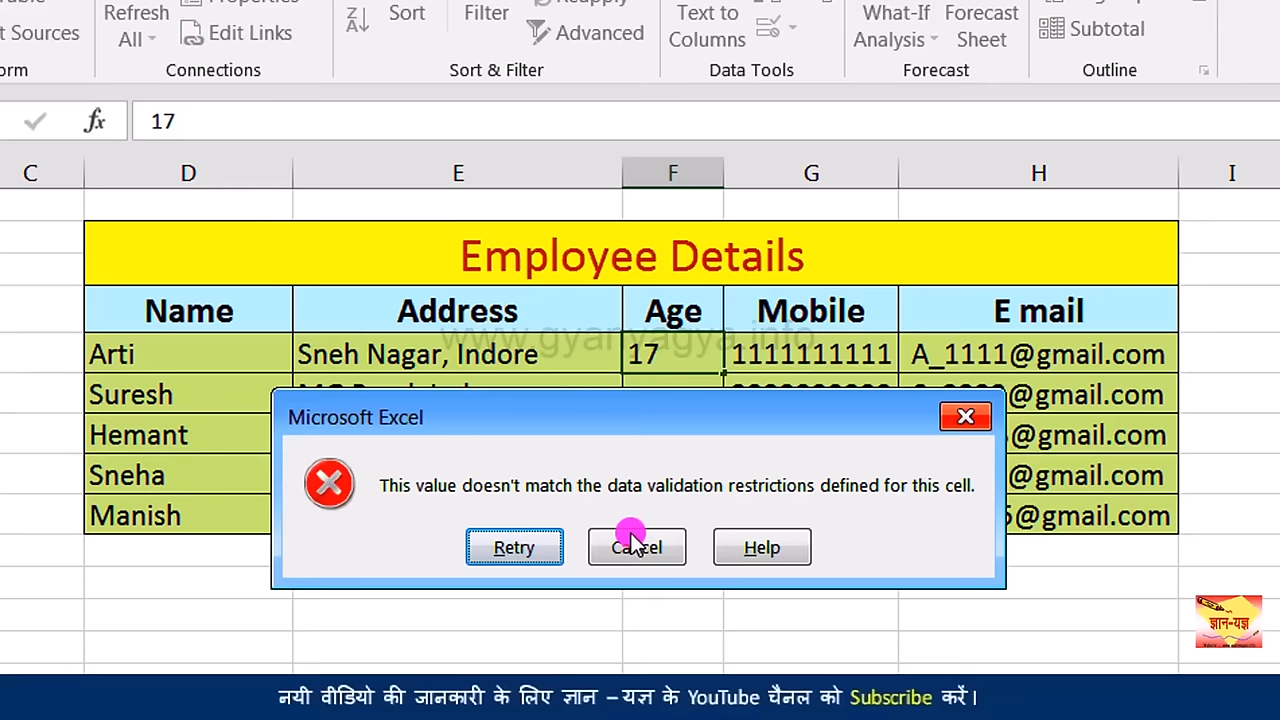 Refresh Sort Filter Text to What-If Forecast
t Sources All Edit Links Advanced Columns Analysis Sheet Subtotal
Connections Sort & Filter Data Tools Forecast Outline
fx 17
C D E F G H I
Employee Details
Name Address Age Mobile E mail
www.gyanyagya.info
Arti Sneh Nagar, Indore 17 1111111111 A_1111@gmail.com
Suresh @gmail.com
Microsoft Excel
Hemant @gmail.com
Sneha @gmail.com
This value doesn't match the data validation restrictions defined for this cell.
Manish @gmail.com
Retry Cancel Help
ज्ञान-यज्ञ
नयी वीडियो की जानकारी के लिए ज्ञान – यज्ञ के YouTube चैनल को Subscribe करें।